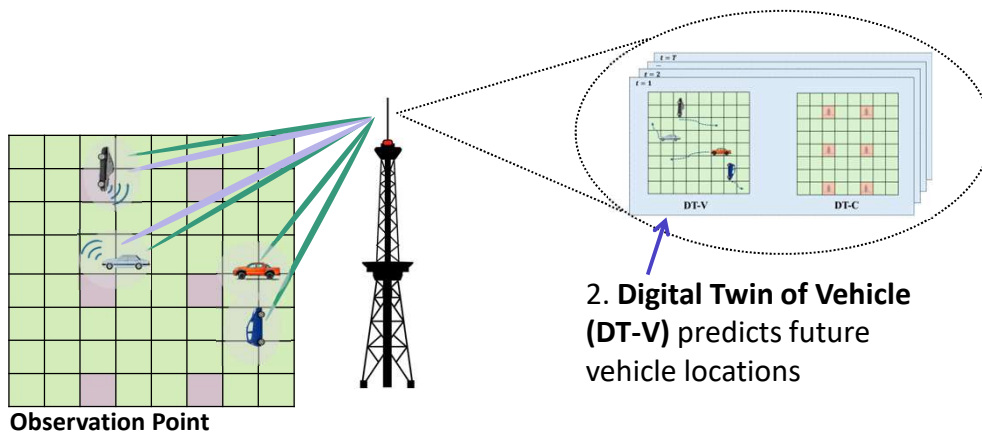 t = T
...
t = 2
t = 1
DT-V
DT-C
2. Digital Twin of Vehicle
(DT-V) predicts future
vehicle locations
Observation Point